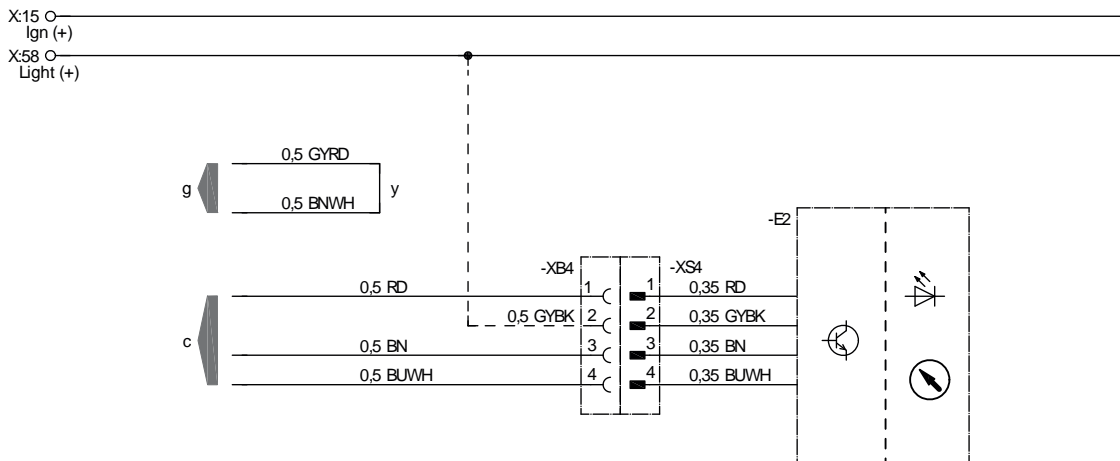 X:15
Ign (+)
X:58
Light (+)
0,5 GYRD
g
y
0,5 BNWH
-E2
-XB4
-XS4
0,5 RD
1
1
0,35 RD
0,5 GYBK
2
2
0,35 GYBK
c
0,5 BN
3
3
0,35 BN
0,5 BUWH
4
4
0,35 BUWH